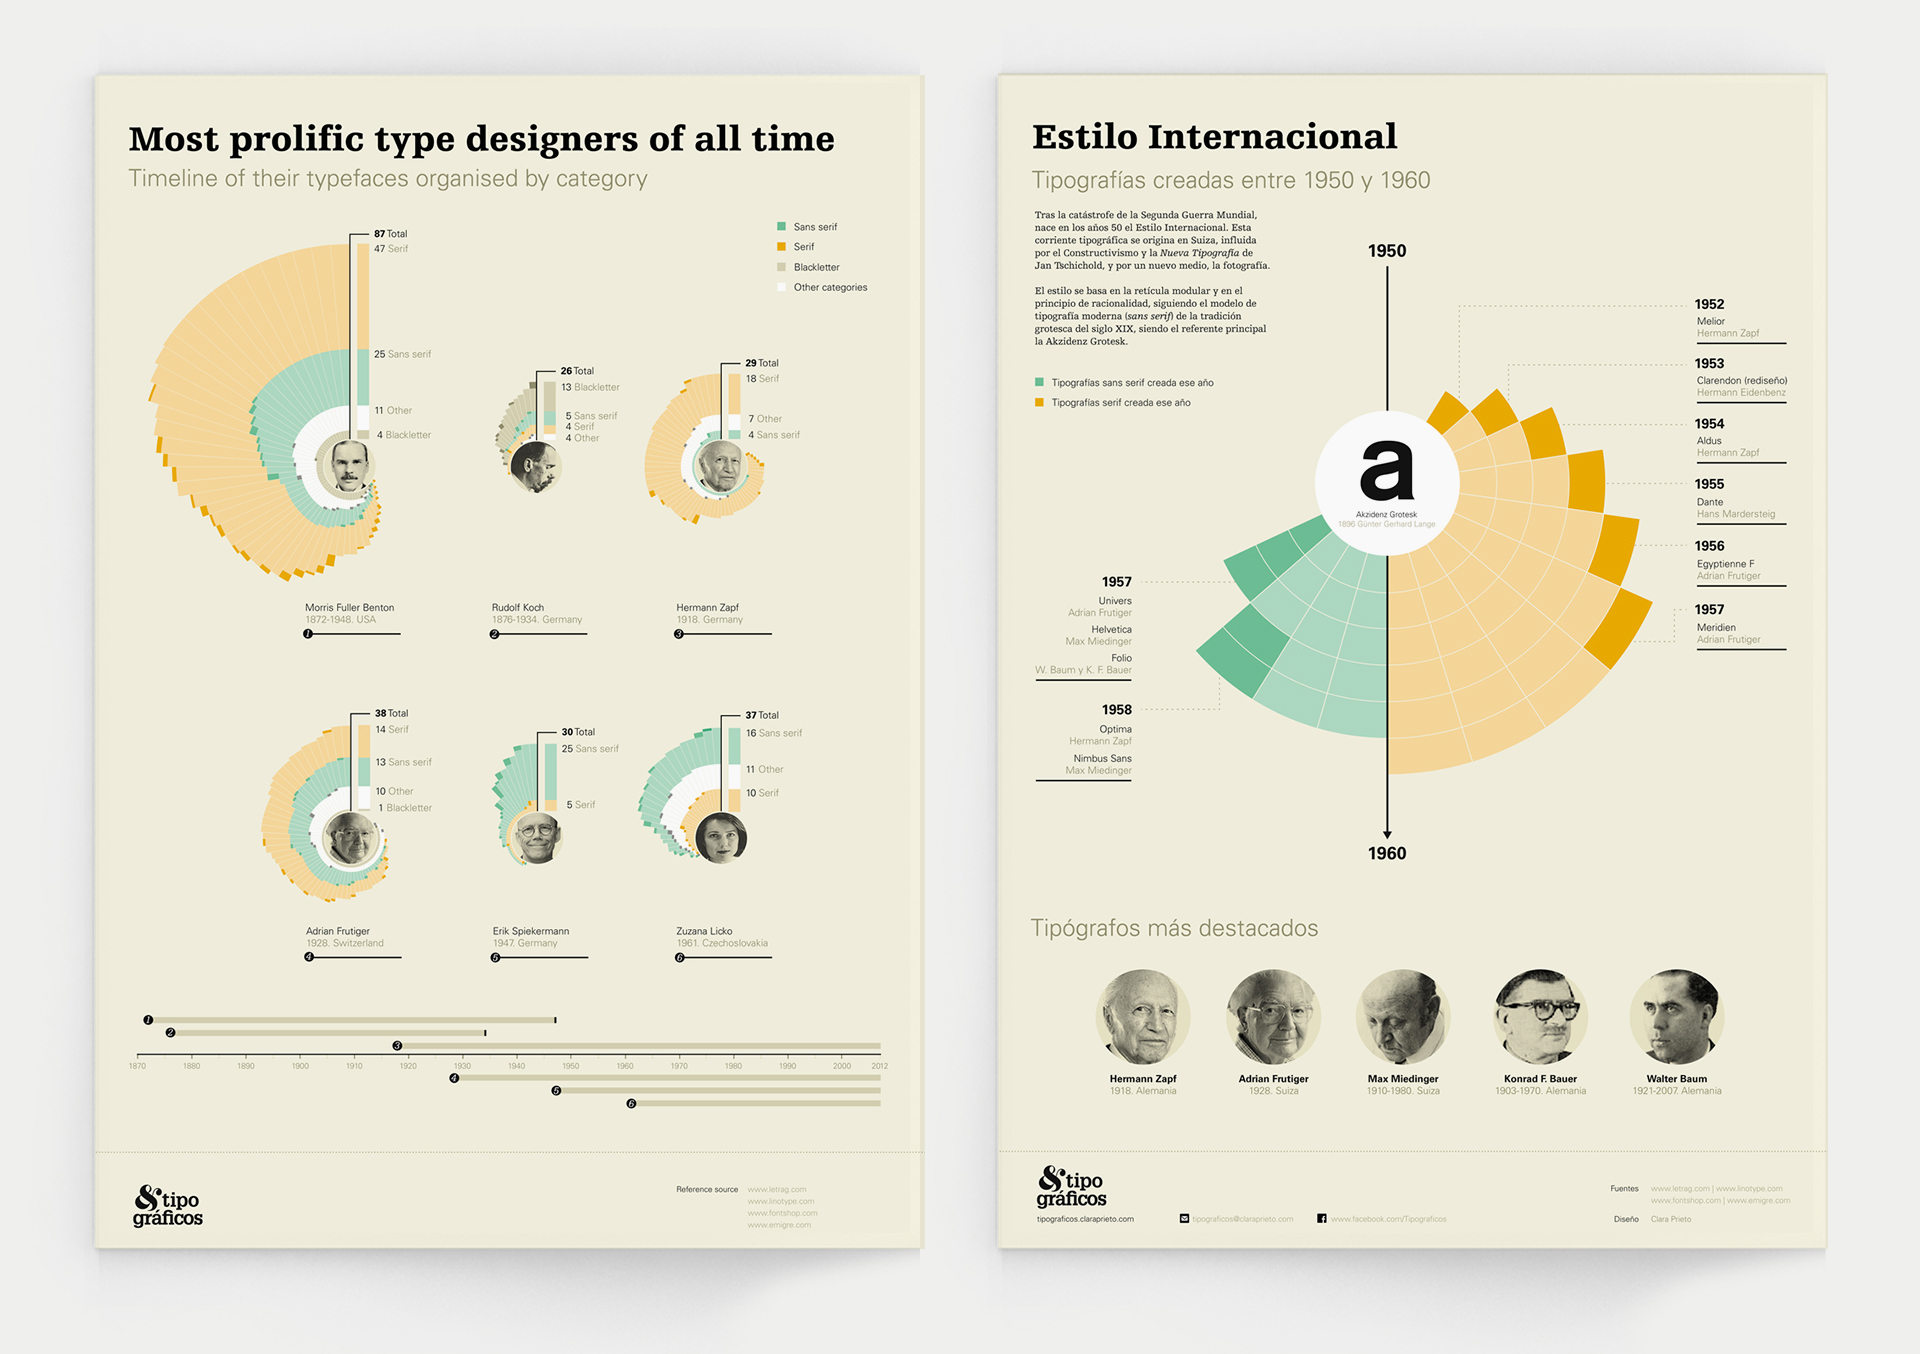 Most prolific type designers of all time
Timeline of their typefaces organised by category
Sans serif
Serif
Blackletter
Other categories
87 Total
47 Serif
25 Sans serif
11 Other
4 Blackletter
26 Total
13 Blackletter
5 Sans serif
4 Serif
4 Other
29 Total
18 Serif
7 Other
4 Sans serif
Morris Fuller Benton
1872-1948. USA
1
Rudolf Koch
1876-1934. Germany
2
Hermann Zapf
1918. Germany
3
38 Total
14 Serif
13 Sans serif
10 Other
1 Blackletter
30 Total
25 Sans serif
5 Serif
37 Total
16 Sans serif
11 Other
10 Serif
Adrian Frutiger
1928. Switzerland
4
Erik Spiekermann
1947. Germany
5
Zuzana Licko
1961. Czechoslovakia
6
1
2
3
1870 1880 1890 1900 1910 1920 1930 1940 1950 1960 1970 1980 1990 2000 2012
4
5
6
&tipo
gráficos
Reference source www.letrag.com
www.linotype.com
www.fontshop.com
www.emigre.com
Estilo Internacional
Tipografías creadas entre 1950 y 1960
Tras la catástrofe de la Segunda Guerra Mundial,
nace en los años 50 el Estilo Internacional. Esta
corriente tipográfica se origina en Suiza, influida
por el Constructivismo y la Nueva Tipografía de
Jan Tschichold, y por un nuevo medio, la fotografía.
El estilo se basa en la retícula modular y en el
principio de racionalidad, siguiendo el modelo de
tipografía moderna (sans serif) de la tradición
grotesca del siglo XIX, siendo el referente principal
la Akzidenz Grotesk.
Tipografías sans serif creada ese año
Tipografías serif creada ese año
1950
a
Akzidenz Grotesk
1896 Günter Gerhard Lange
1952
Melior
Hermann Zapf
1953
Clarendon (rediseño)
Hermann Eidenbenz
1954
Aldus
Hermann Zapf
1955
Dante
Hans Mardersteig
1956
Egyptienne F
Adrian Frutiger
1957
Meridien
Adrian Frutiger
1957
Univers
Adrian Frutiger
Helvetica
Max Miedinger
Folio
W. Baum y K. F. Bauer
1958
Optima
Hermann Zapf
Nimbus Sans
Max Miedinger
1960
Tipógrafos más destacados
Hermann Zapf
1918. Alemania
Adrian Frutiger
1928. Suiza
Max Miedinger
1910-1980. Suiza
Konrad F. Bauer
1903-1970. Alemania
Walter Baum
1921-2007. Alemania
&tipo
gráficos
tipograficos.claraprieto.com
tipograficos@claraprieto.com
www.facebook.com/Tipograficos
Fuentes www.letrag.com | www.linotype.com
www.fontshop.com | www.emigre.com
Diseño Clara Prieto